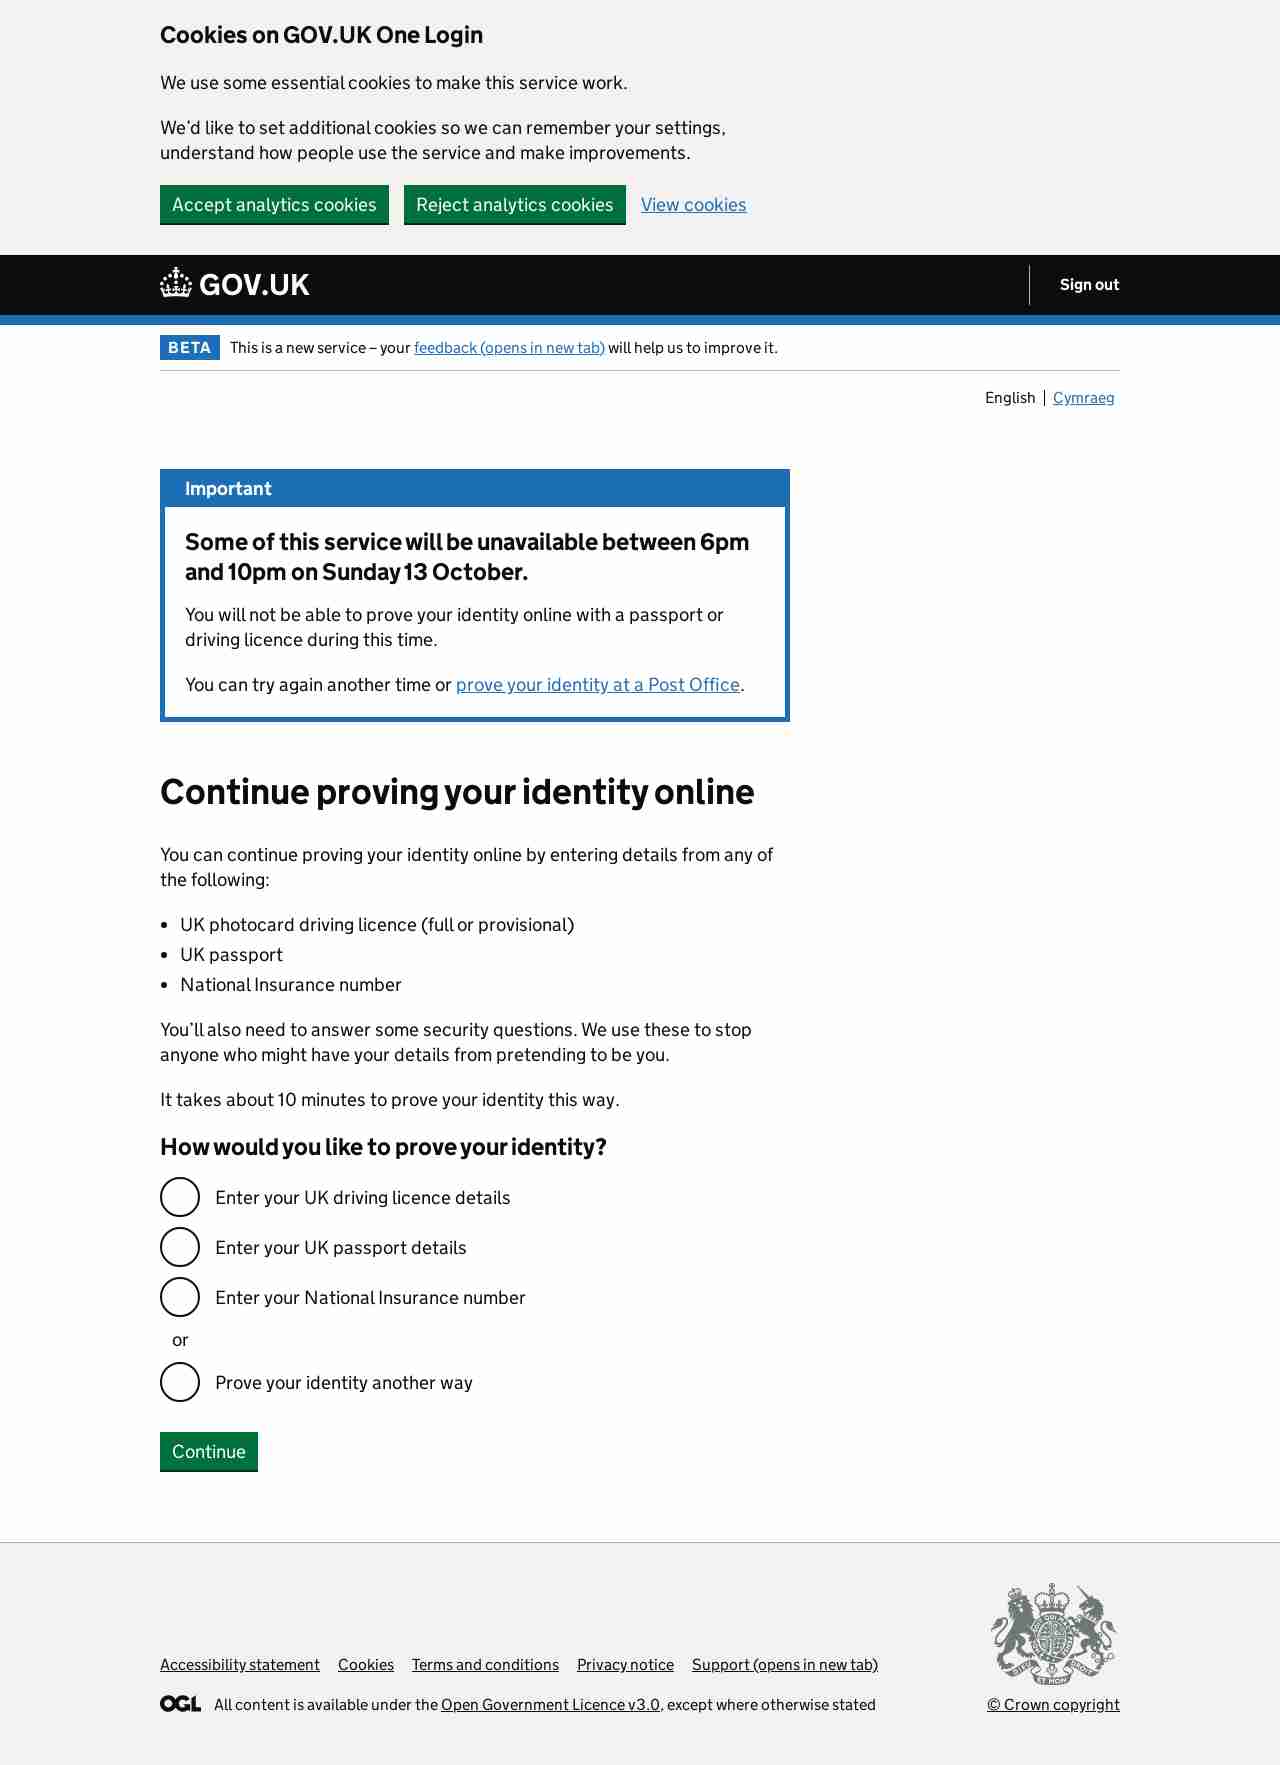 Cookies on GOV.UK One Login
We use some essential cookies to make this service work.
We’d like to set additional cookies so we can remember your settings,
understand how people use the service and make improvements.
Accept analytics cookies Reject analytics cookies View cookies
GOV.UK Sign out
BETA This is a new service – your feedback (opens in new tab) will help us to improve it.
English Cymraeg
Important
Some of this service will be unavailable between 6pm
and 10pm on Sunday 13 October.
You will not be able to prove your identity online with a passport or
driving licence during this time.
You can try again another time or prove your identity at a Post Office.
Continue proving your identity online
You can continue proving your identity online by entering details from any of
the following:
• UK photocard driving licence (full or provisional)
• UK passport
• National Insurance number
You’ll also need to answer some security questions. We use these to stop
anyone who might have your details from pretending to be you.
It takes about 10 minutes to prove your identity this way.
How would you like to prove your identity?
Enter your UK driving licence details
Enter your UK passport details
Enter your National Insurance number
or
Prove your identity another way
Continue
Accessibility statement Cookies Terms and conditions Privacy notice Support (opens in new tab)
OGL All content is available under the Open Government Licence v3.0, except where otherwise stated
© Crown copyright